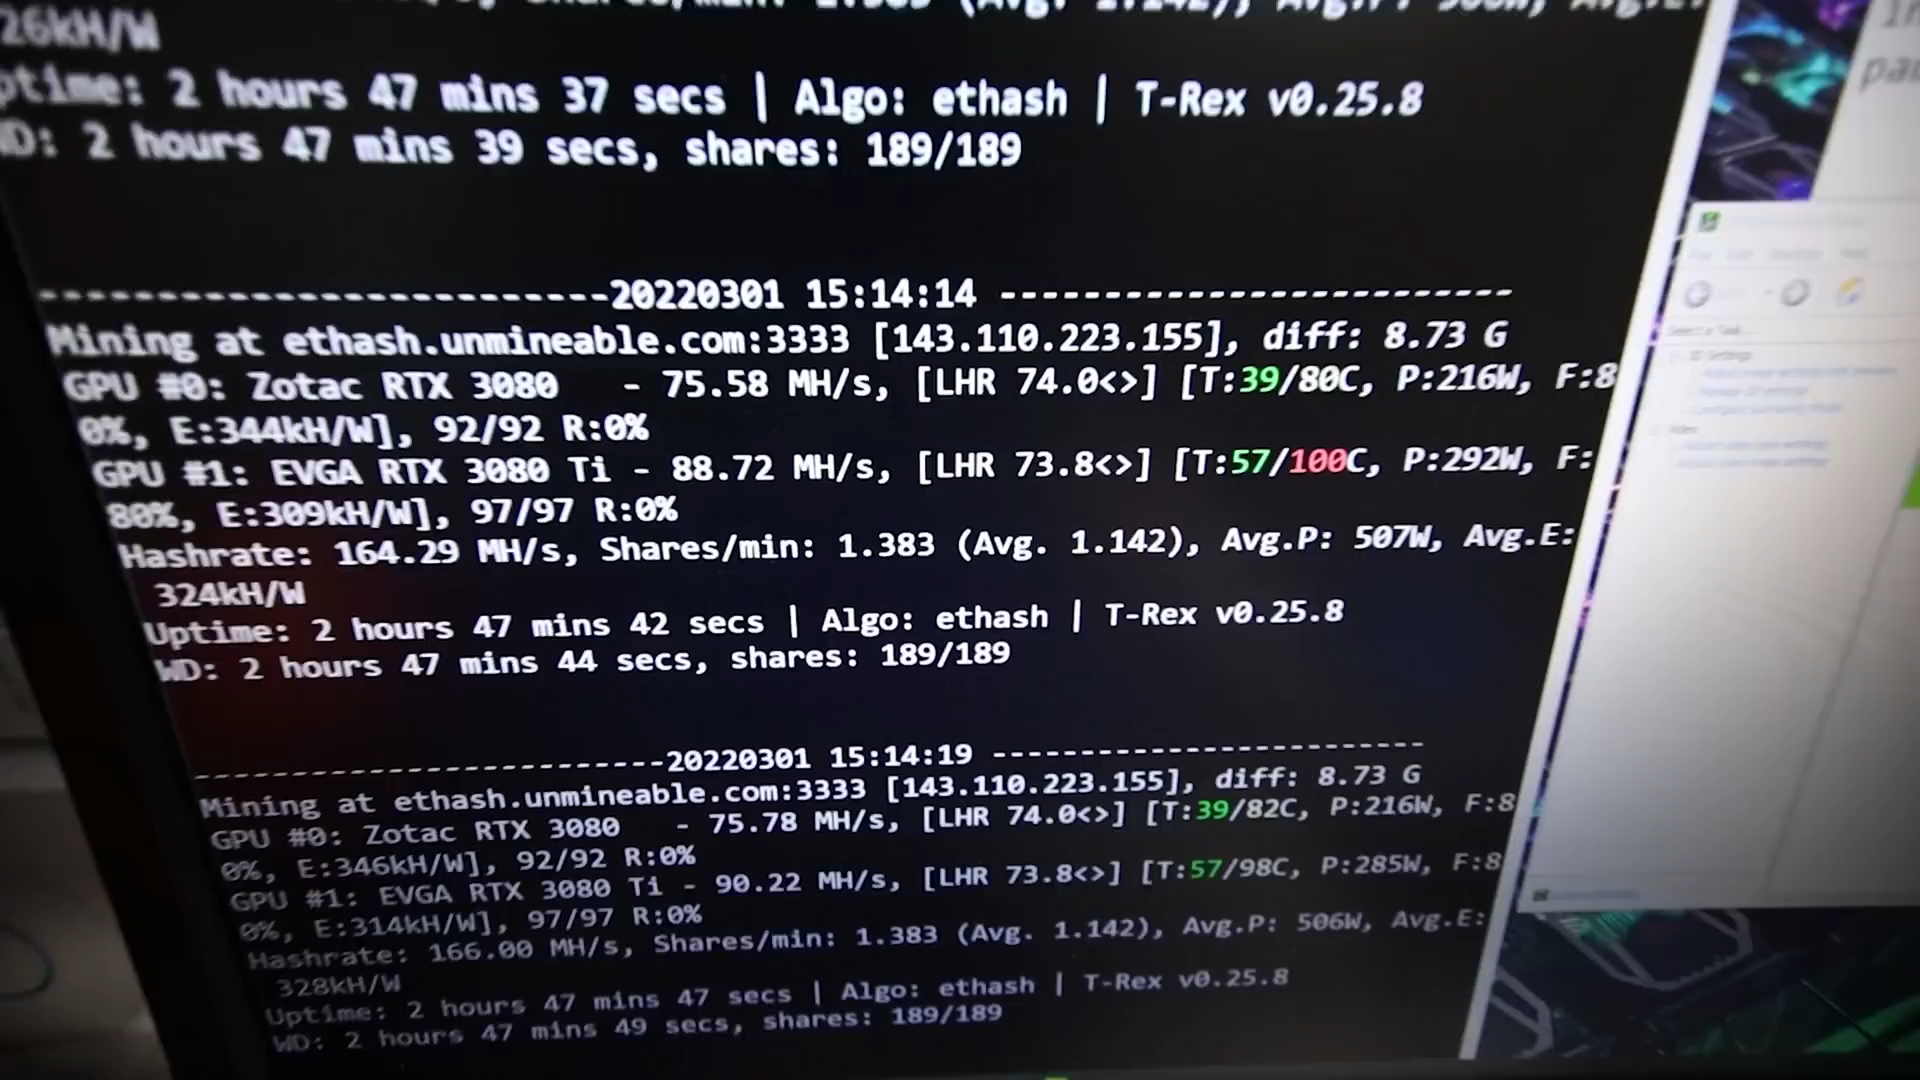 26kH/W
ptime: 2 hours 47 mins 37 secs | Algo: ethash | T-Rex v0.25.8
WD: 2 hours 47 mins 39 secs, shares: 189/189
-------------------------20220301 15:14:14 --------------------------
Mining at ethash.unmineable.com:3333 [143.110.223.155], diff: 8.73 G
GPU #0: Zotac RTX 3080   - 75.58 MH/s, [LHR 74.0<>] [T:39/80C, P:216W, F:8
0%, E:344kH/W], 92/92 R:0%
GPU #1: EVGA RTX 3080 Ti - 88.72 MH/s, [LHR 73.8<>] [T:57/100C, P:292W, F:
80%, E:309kH/W], 97/97 R:0%
Hashrate: 164.29 MH/s, Shares/min: 1.383 (Avg. 1.142), Avg.P: 507W, Avg.E:
324kH/W
Uptime: 2 hours 47 mins 42 secs | Algo: ethash | T-Rex v0.25.8
WD: 2 hours 47 mins 44 secs, shares: 189/189
-------------------------20220301 15:14:19 --------------------------
Mining at ethash.unmineable.com:3333 [143.110.223.155], diff: 8.73 G
GPU #0: Zotac RTX 3080   - 75.78 MH/s, [LHR 74.0<>] [T:39/82C, P:216W, F:8
0%, E:346kH/W], 92/92 R:0%
GPU #1: EVGA RTX 3080 Ti - 90.22 MH/s, [LHR 73.8<>] [T:57/98C, P:285W, F:8
0%, E:314kH/W], 97/97 R:0%
Hashrate: 166.00 MH/s, Shares/min: 1.383 (Avg. 1.142), Avg.P: 506W, Avg.E:
328kH/W
Uptime: 2 hours 47 mins 47 secs | Algo: ethash | T-Rex v0.25.8
WD: 2 hours 47 mins 49 secs, shares: 189/189